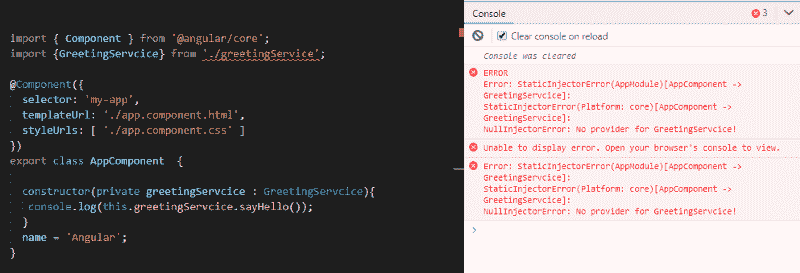 import { Component } from '@angular/core';
import {GreetingServcice} from './greetingService';
@Component({
selector: 'my-app',
templateUrl: './app.component.html',
styleUrls: [ './app.component.css' ]
})
export class AppComponent  {
constructor(private greetingServcice : GreetingServcice){
console.log(this.greetingServcice.sayHello());
}
name = 'Angular';
}
Console
3
Clear console on reload
Console was cleared
ERROR
Error: StaticInjectorError(AppModule)[AppComponent ->
GreetingServcice]:
StaticInjectorError(Platform: core)[AppComponent ->
GreetingServcice]:
NullInjectorError: No provider for GreetingServcice!
Unable to display error. Open your browser's console to view.
Error: StaticInjectorError(AppModule)[AppComponent ->
GreetingServcice]:
StaticInjectorError(Platform: core)[AppComponent ->
GreetingServcice]:
NullInjectorError: No provider for GreetingServcice!